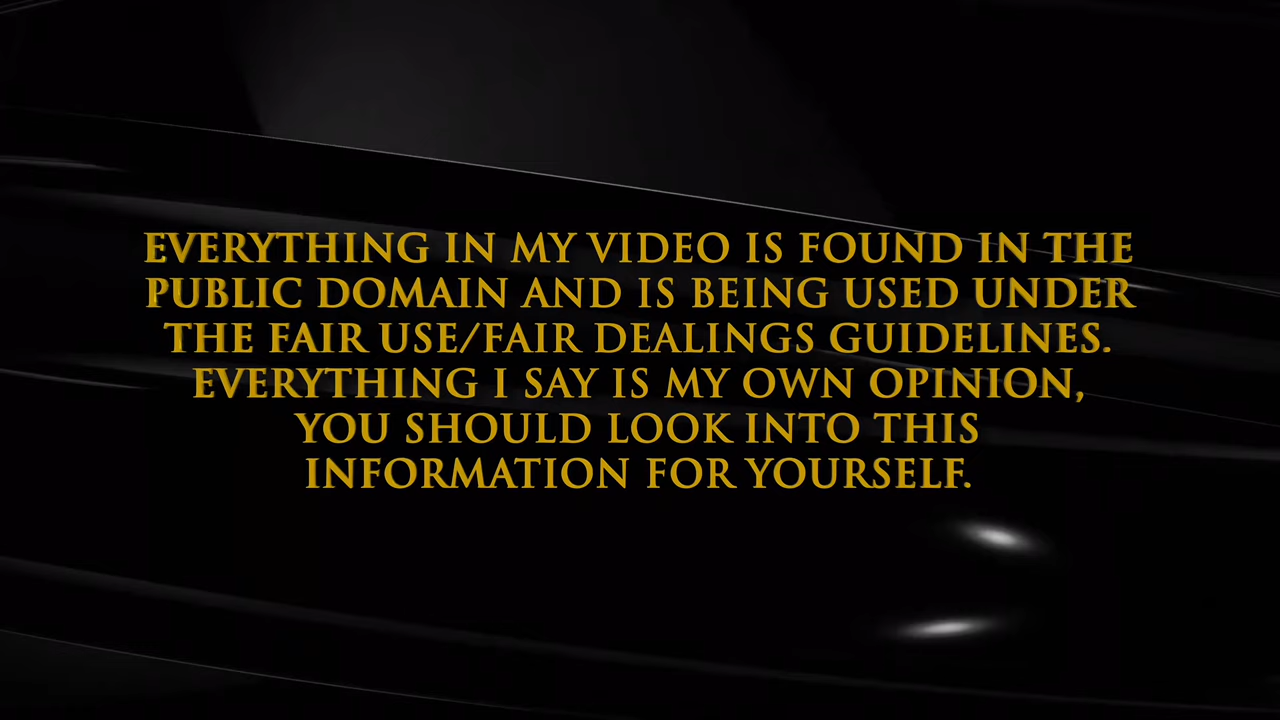 EVERYTHING IN MY VIDEO IS FOUND IN THE
PUBLIC DOMAIN AND IS BEING USED UNDER
THE FAIR USE/FAIR DEALINGS GUIDELINES.
EVERYTHING I SAY IS MY OWN OPINION,
YOU SHOULD LOOK INTO THIS
INFORMATION FOR YOURSELF.